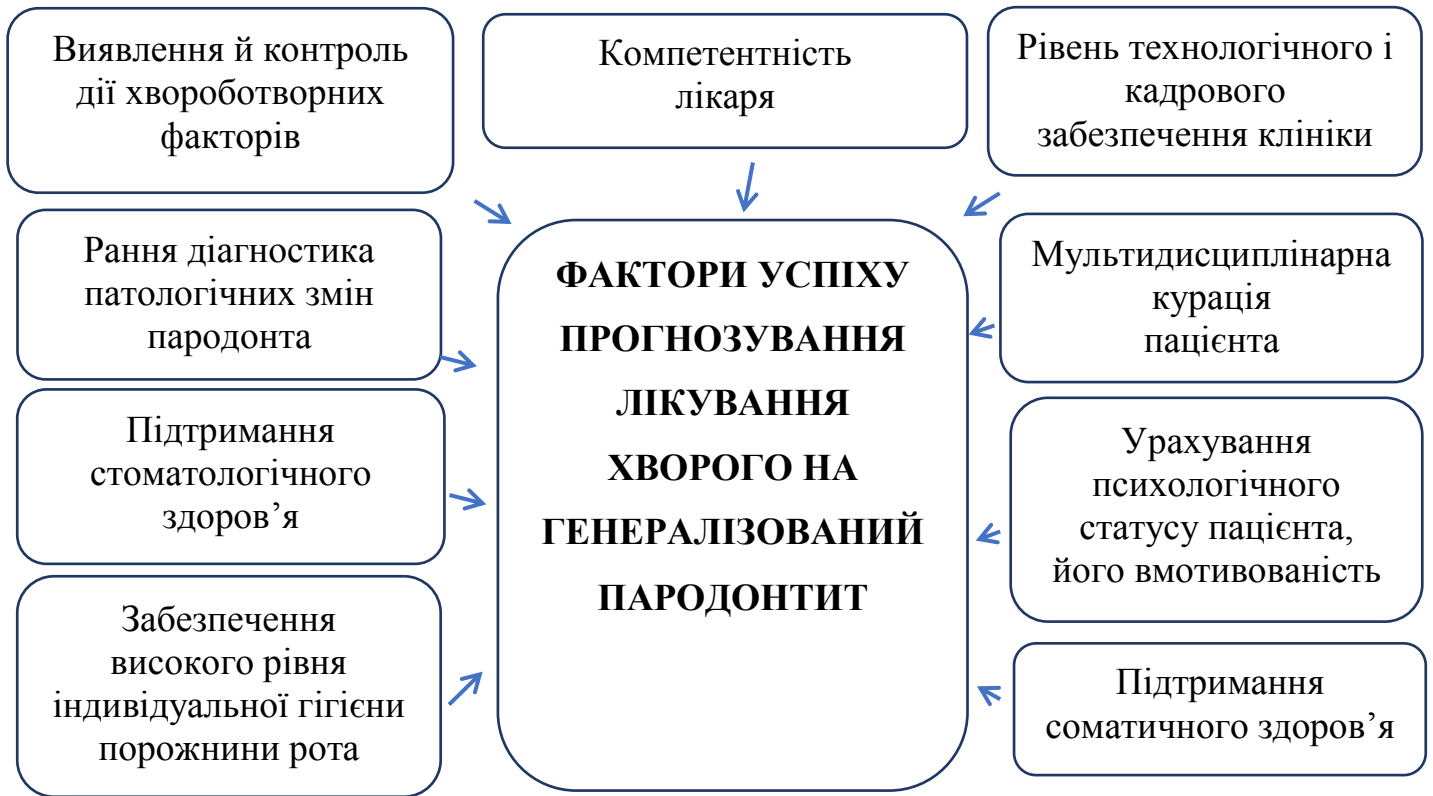 Виявлення й контроль
дії хвороботворних
факторів
Компетентність
лікаря
Рівень технологічного і
кадрового
забезпечення клініки
Рання діагностика
патологічних змін
пародонта
Підтримання
стоматологічного
здоров’я
Забезпечення
високого рівня
індивідуальної гігієни
порожнини рота
ФАКТОРИ УСПІХУ
ПРОГНОЗУВАННЯ
ЛІКУВАННЯ
ХВОРОГО НА
ГЕНЕРАЛІЗОВАНИЙ
ПАРОДОНТИТ
Мультидисциплінарна
курація
пацієнта
Урахування
психологічного
статусу пацієнта,
його вмотивованість
Підтримання
соматичного здоров’я